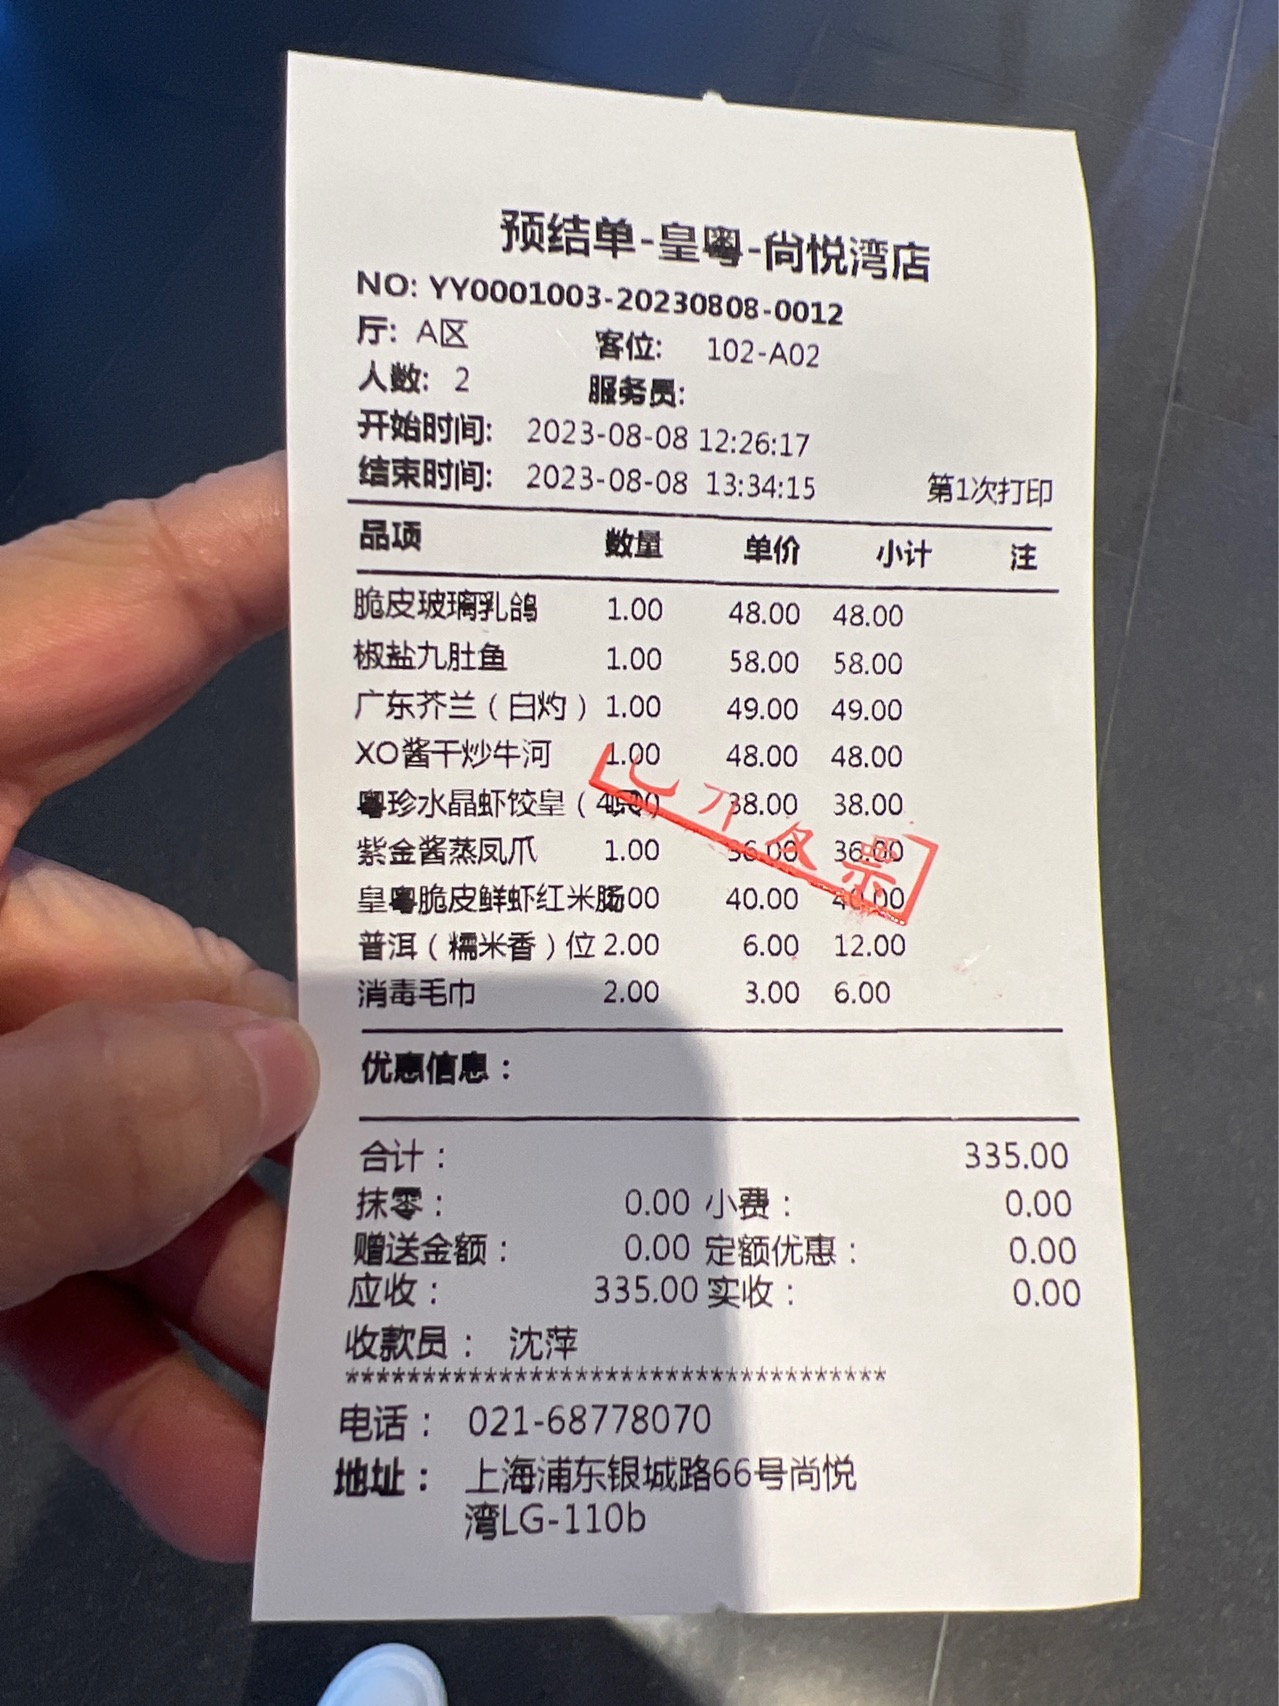 预结单-皇粤-尚悦湾店
NO: YY0001003-20230808-0012
厅: A区 客位: 102-A02
人数: 2 服务员:
开始时间: 2023-08-08 12:26:17
结束时间: 2023-08-08 13:34:15 第1次打印
品项 数量 单价 小计 注
脆皮玻璃乳鸽 1.00 48.00 48.00
椒盐九肚鱼 1.00 58.00 58.00
广东芥兰（白灼） 1.00 49.00 49.00
XO酱干炒牛河 1.00 48.00 48.00
粤珍水晶虾饺皇（ 38.00 38.00
紫金酱蒸凤爪 1.00 36.00 36.00
皇粤脆皮鲜虾红米肠 40.00 40.00
普洱（糯米香）位 2.00 6.00 12.00
消毒毛巾 2.00 3.00 6.00
优惠信息：
合计： 335.00
抹零： 0.00 小费： 0.00
赠送金额： 0.00 定额优惠： 0.00
应收： 335.00 实收： 0.00
收款员： 沈萍
***********************************
电话： 021-68778070
地址： 上海浦东银城路66号尚悦
湾LG-110b